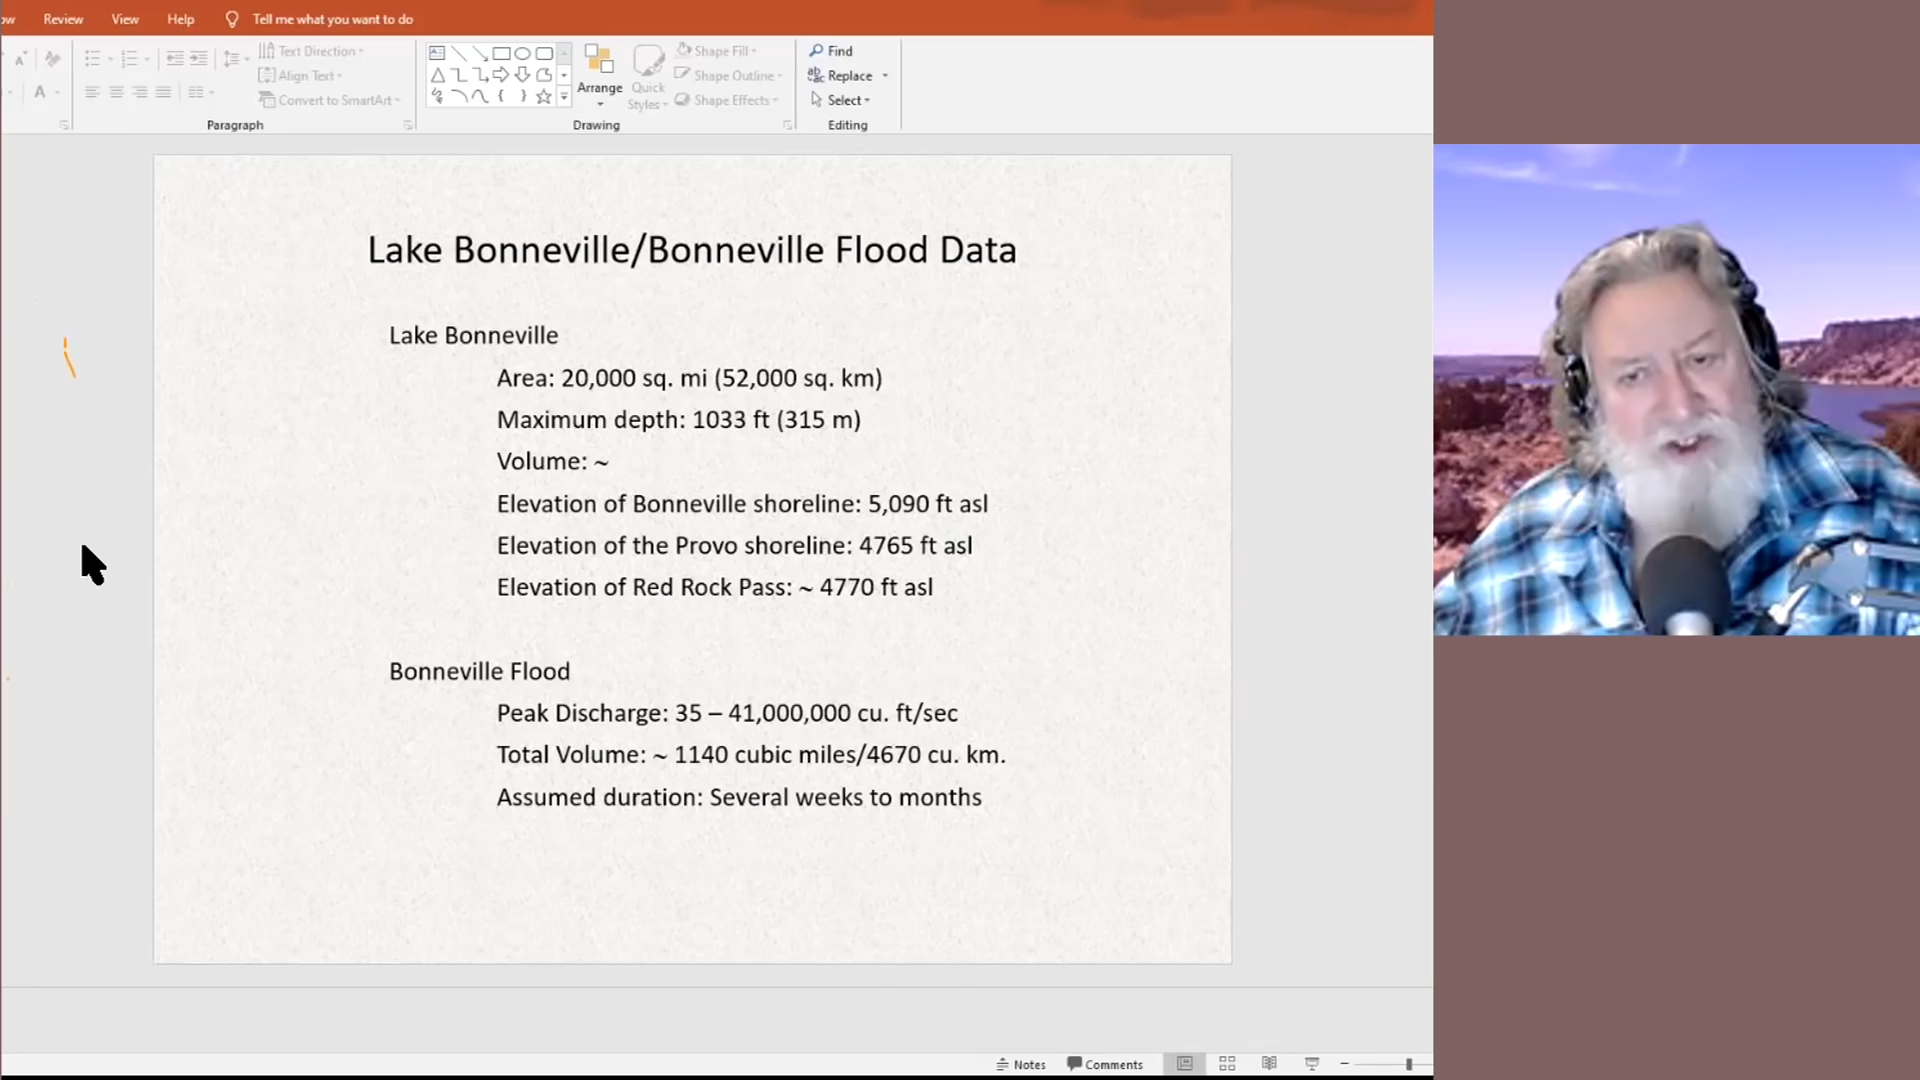 Review View Help Tell me what you want to do
Text Direction
Align Text
Convert to SmartArt
Paragraph
Arrange
Quick
Styles
Shape Fill
Shape Outline
Shape Effects
Drawing
Find
Replace
Select
Editing
Lake Bonneville/Bonneville Flood Data
Lake Bonneville
Area: 20,000 sq. mi (52,000 sq. km)
Maximum depth: 1033 ft (315 m)
Volume: ~
Elevation of Bonneville shoreline: 5,090 ft asl
Elevation of the Provo shoreline: 4765 ft asl
Elevation of Red Rock Pass: ~ 4770 ft asl
Bonneville Flood
Peak Discharge: 35 – 41,000,000 cu. ft/sec
Total Volume: ~ 1140 cubic miles/4670 cu. km.
Assumed duration: Several weeks to months
Notes Comments